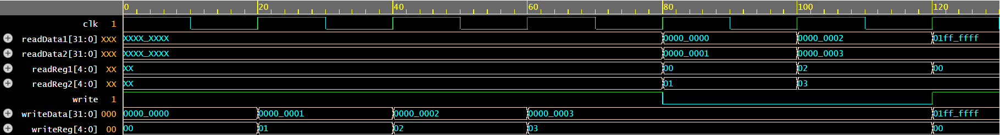 0 20 40 60 80 100 120
clk 1
readData1[31:0] XXX XXXX_XXXX 0000_0000 0000_0002 01ff_ffff
readData2[31:0] XXX XXXX_XXXX 0000_0001 0000_0003
readReg1[4:0] XX XX 00 02 00
readReg2[4:0] XX XX 01 03
write 1
writeData[31:0] 000 0000_0000 0000_0001 0000_0002 0000_0003 01ff_ffff
writeReg[4:0] 00 00 01 02 03 00